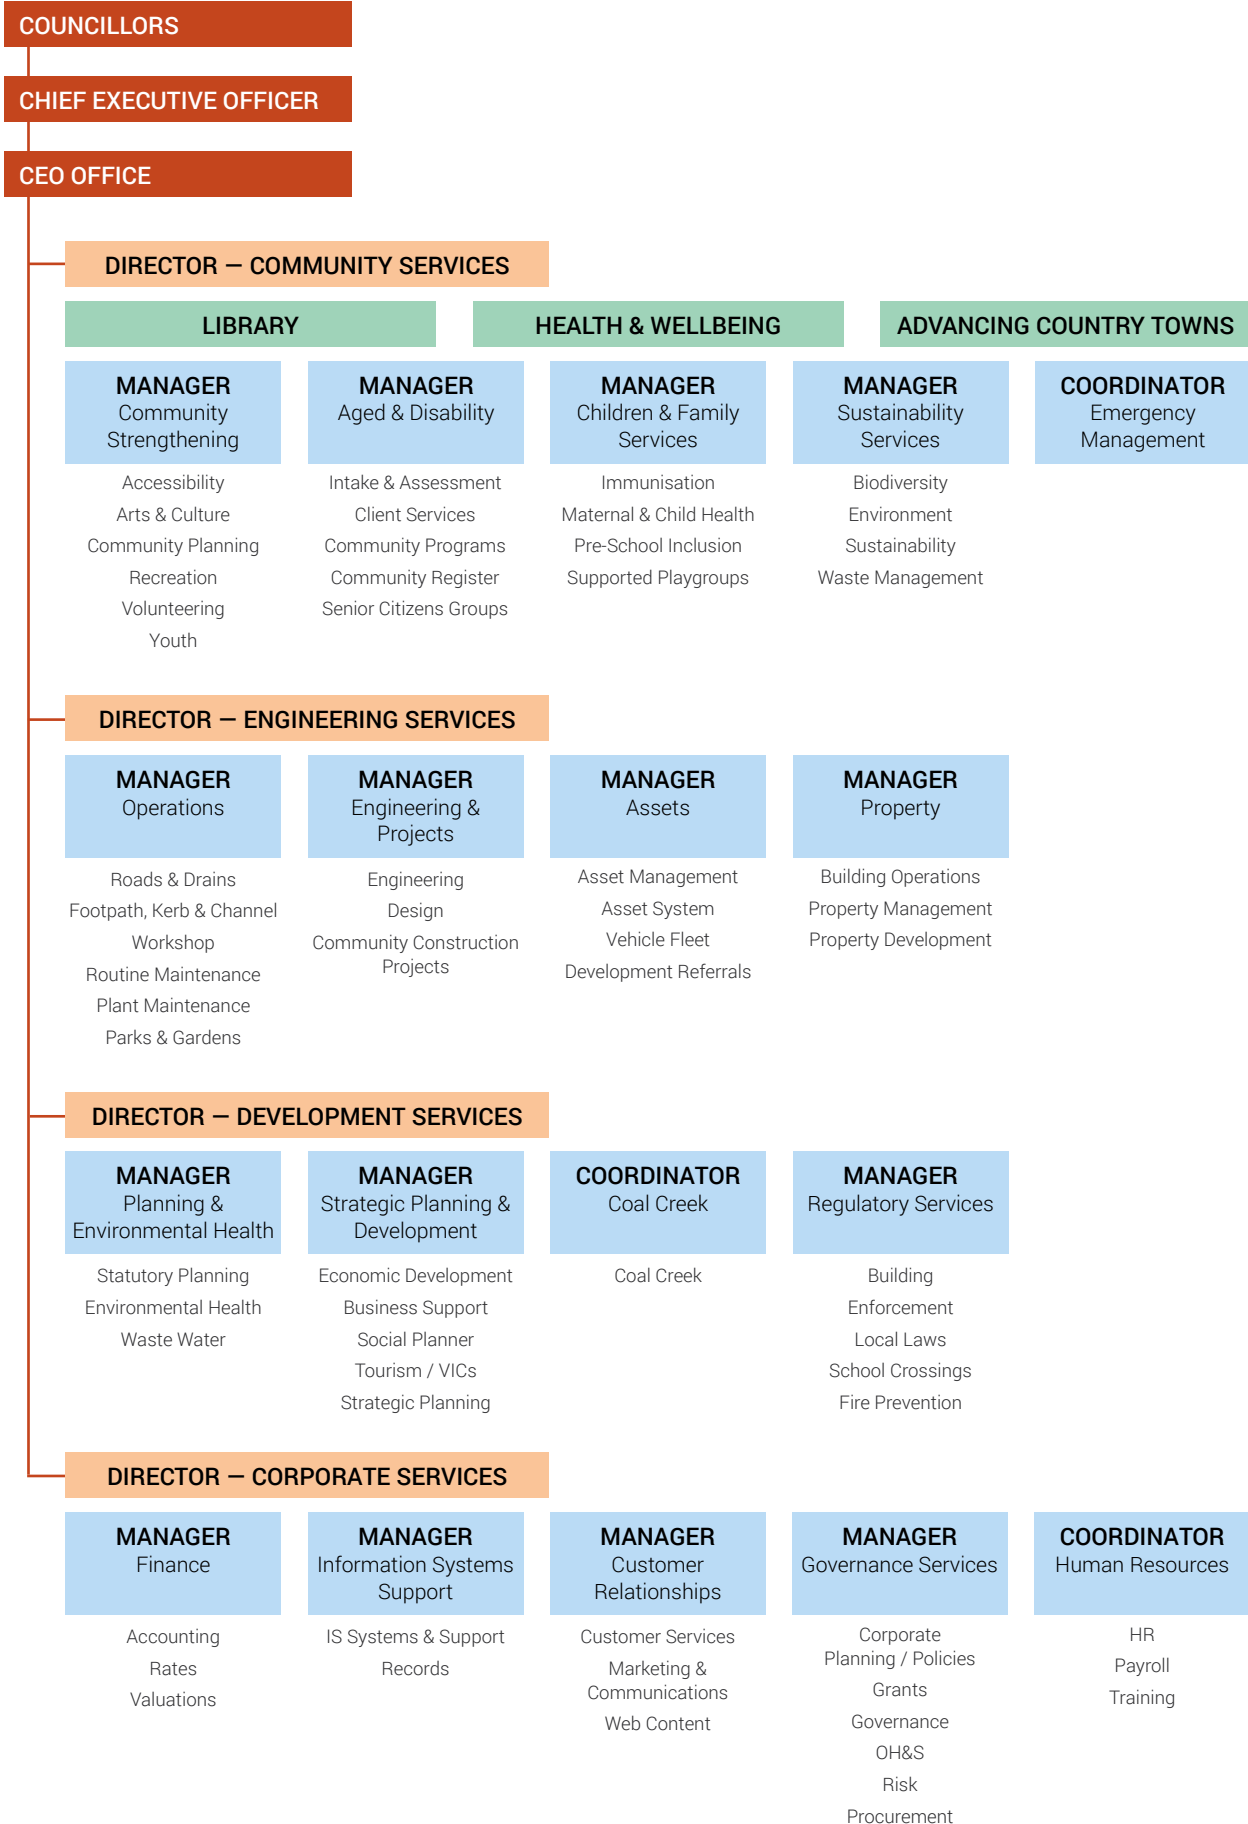 COUNCILLORS
CHIEF EXECUTIVE OFFICER
CEO OFFICE
DIRECTOR — COMMUNITY SERVICES
LIBRARY
HEALTH & WELLBEING
ADVANCING COUNTRY TOWNS
MANAGER
Community
Strengthening
Accessibility
Arts & Culture
Community Planning
Recreation
Volunteering
Youth
MANAGER
Aged & Disability
Intake & Assessment
Client Services
Community Programs
Community Register
Senior Citizens Groups
MANAGER
Children & Family
Services
Immunisation
Maternal & Child Health
Pre-School Inclusion
Supported Playgroups
MANAGER
Sustainability
Services
Biodiversity
Environment
Sustainability
Waste Management
COORDINATOR
Emergency
Management
DIRECTOR — ENGINEERING SERVICES
MANAGER
Operations
Roads & Drains
Footpath, Kerb & Channel
Workshop
Routine Maintenance
Plant Maintenance
Parks & Gardens
MANAGER
Engineering &
Projects
Engineering
Design
Community Construction
Projects
MANAGER
Assets
Asset Management
Asset System
Vehicle Fleet
Development Referrals
MANAGER
Property
Building Operations
Property Management
Property Development
DIRECTOR — DEVELOPMENT SERVICES
MANAGER
Planning &
Environmental Health
Statutory Planning
Environmental Health
Waste Water
MANAGER
Strategic Planning &
Development
Economic Development
Business Support
Social Planner
Tourism / VICs
Strategic Planning
COORDINATOR
Coal Creek
Coal Creek
MANAGER
Regulatory Services
Building
Enforcement
Local Laws
School Crossings
Fire Prevention
DIRECTOR — CORPORATE SERVICES
MANAGER
Finance
Accounting
Rates
Valuations
MANAGER
Information Systems
Support
IS Systems & Support
Records
MANAGER
Customer
Relationships
Customer Services
Marketing &
Communications
Web Content
MANAGER
Governance Services
Corporate
Planning / Policies
Grants
Governance
OH&S
Risk
Procurement
COORDINATOR
Human Resources
HR
Payroll
Training